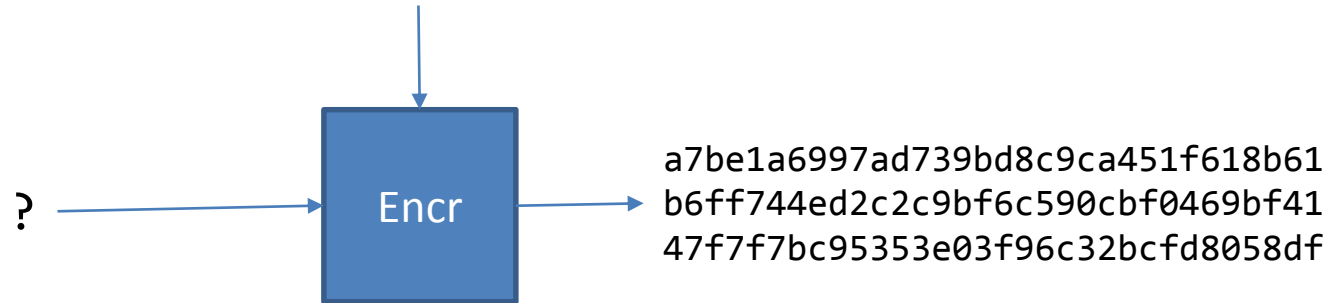 ?
Encr
a7be1a6997ad739bd8c9ca451f618b61
b6ff744ed2c2c9bf6c590cbf0469bf41
47f7f7bc95353e03f96c32bcfd8058df